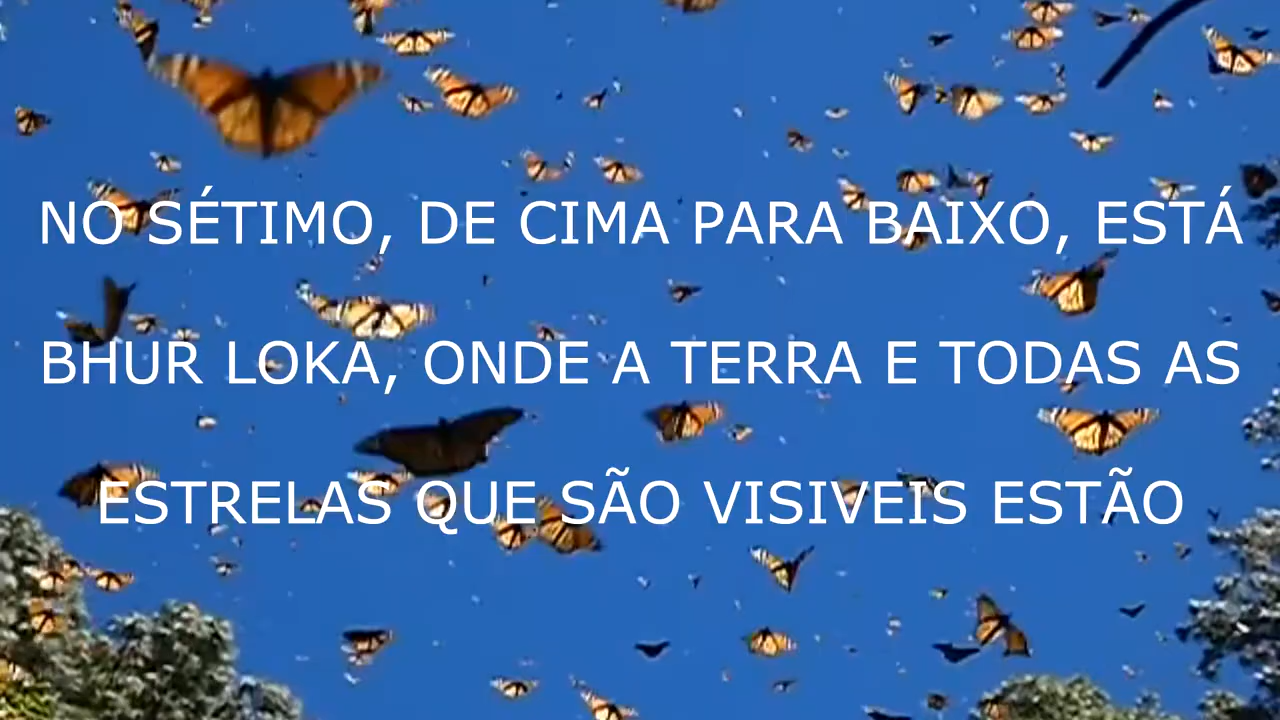 NO SÉTIMO, DE CIMA PARA BAIXO, ESTÁ
BHUR LOKA, ONDE A TERRA E TODAS AS
ESTRELAS QUE SÃO VISIVEIS ESTÃO